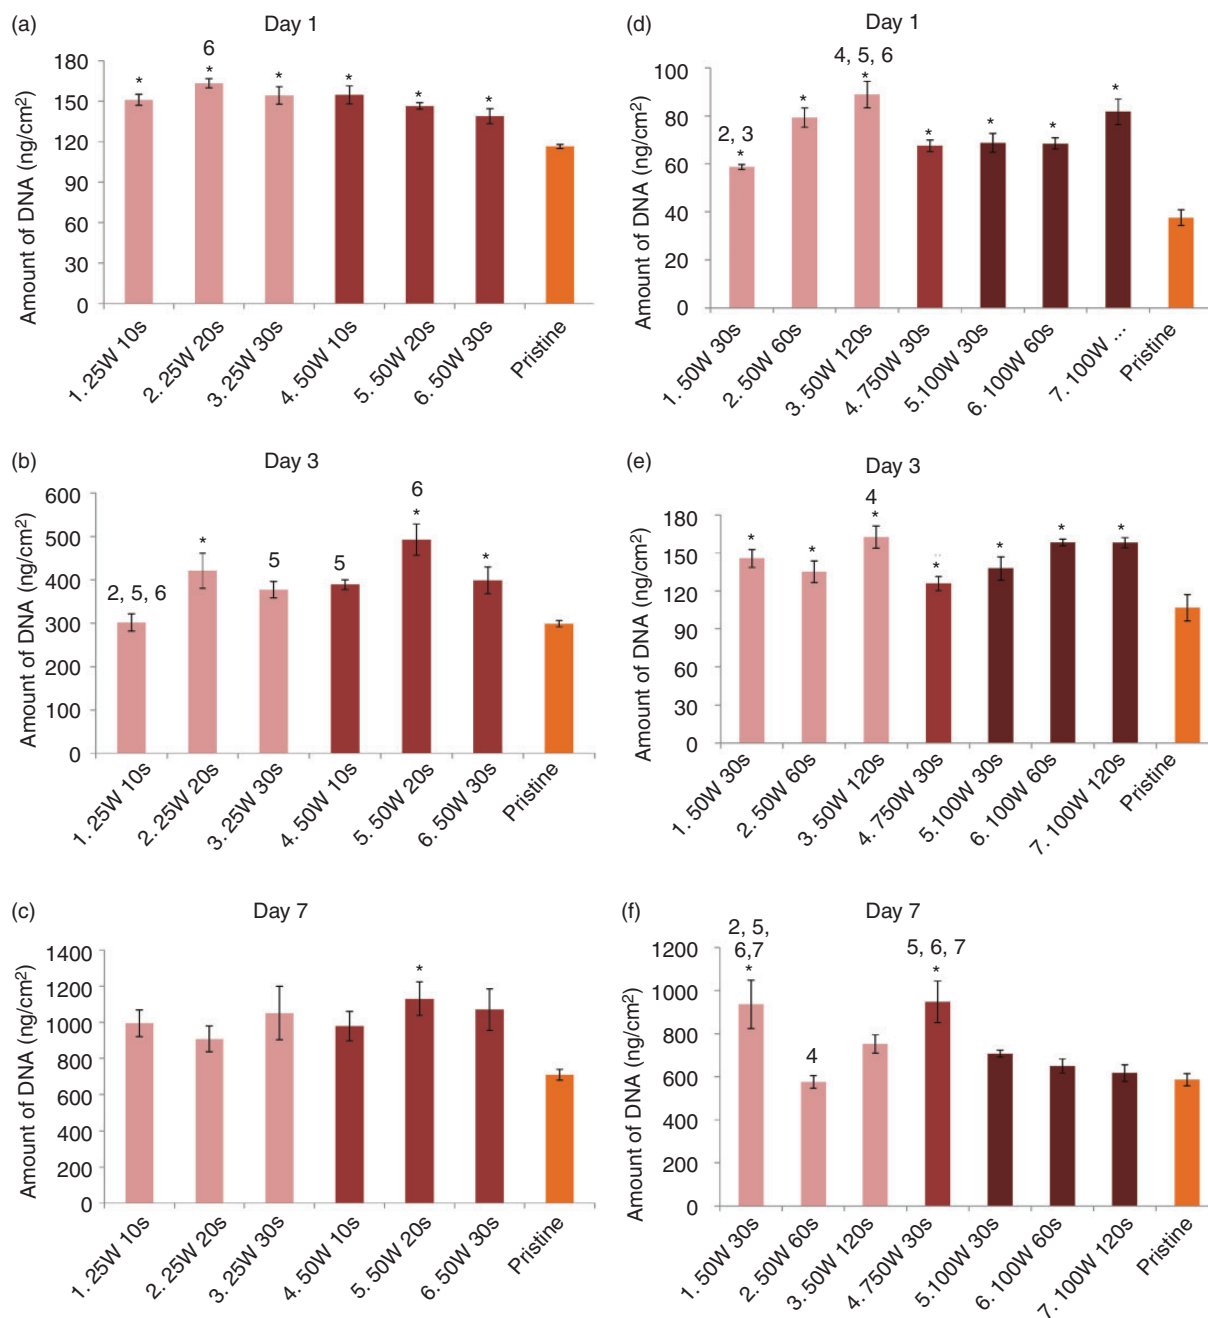 (a)
Day 1
Amount of DNA (ng/cm²)
180
150
120
90
60
30
0
*
6
*
*
*
*
*
1. 25W 10s
2. 25W 20s
3. 25W 30s
4. 50W 10s
5. 50W 20s
6. 50W 30s
Pristine
(d)
Day 1
Amount of DNA (ng/cm²)
100
80
60
40
20
0
2, 3
*
*
4, 5, 6
*
*
*
*
*
1. 50W 30s
2. 50W 60s
3. 50W 120s
4. 750W 30s
5.100W 30s
6. 100W 60s
7. 100W ...
Pristine
(b)
Day 3
Amount of DNA (ng/cm²)
600
500
400
300
200
100
0
2, 5, 6
*
5
5
6
*
*
1. 25W 10s
2. 25W 20s
3. 25W 30s
4. 50W 10s
5. 50W 20s
6. 50W 30s
Pristine
(e)
Day 3
Amount of DNA (ng/cm²)
180
150
120
90
60
30
0
*
*
4
*
*
*
*
*
1. 50W 30s
2. 50W 60s
3. 50W 120s
4. 750W 30s
5.100W 30s
6. 100W 60s
7. 100W 120s
Pristine
(c)
Day 7
Amount of DNA (ng/cm²)
1400
1200
1000
800
600
400
200
0
*
1. 25W 10s
2. 25W 20s
3. 25W 30s
4. 50W 10s
5. 50W 20s
6. 50W 30s
Pristine
(f)
Day 7
Amount of DNA (ng/cm²)
1200
1000
800
600
400
200
0
2, 5,
6,7
*
4
5, 6, 7
*
1. 50W 30s
2. 50W 60s
3. 50W 120s
4. 750W 30s
5.100W 30s
6. 100W 60s
7. 100W 120s
Pristine